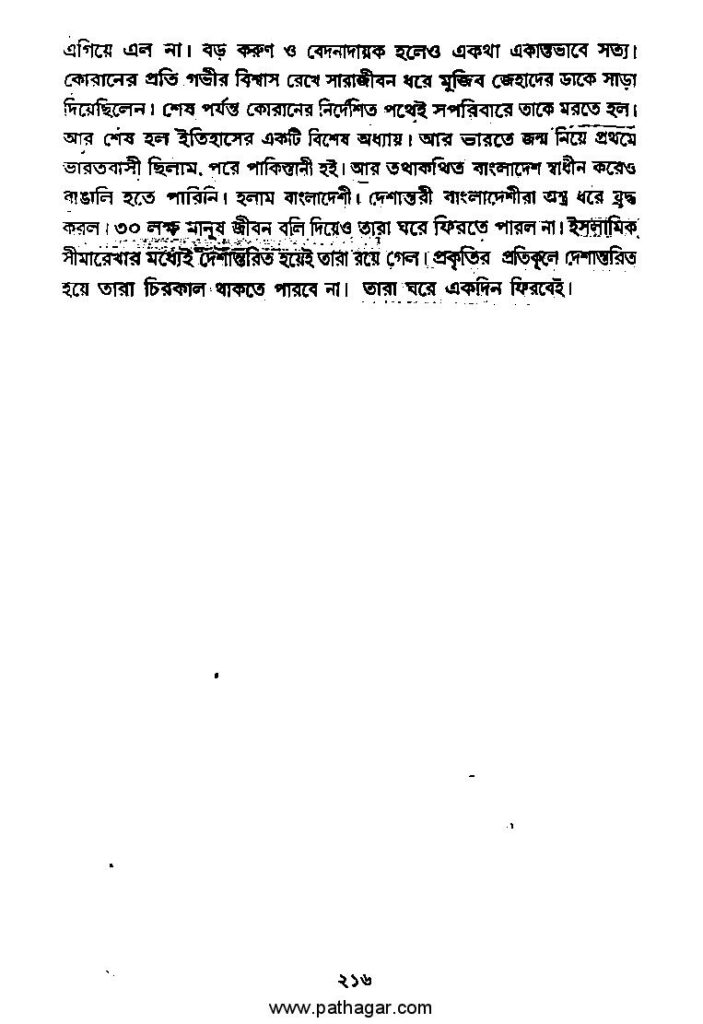 এগিয়ে এল না। বড় করুণ ও বেদনাদায়ক হলেও একথা একান্তভাবে সত্য।
কোরানের প্রতি গভীর বিশ্বাস রেখে সারাজীবন ধরে মুজিব জেহাদের ডাকে সাড়া
দিয়েছিলেন। শেষ পর্যন্ত কোরানের নির্দেশিত পথেই সপরিবারে তাকে মরতে হল।
আর শেষ হল ইতিহাসের একটি বিশেষ অধ্যায়। আর ভারতে জন্ম নিয়ে প্রথমে
ভারতবাসী ছিলাম, পরে পাকিস্তানী হই। আর তথাকথিত বাংলাদেশ স্বাধীন করেও
বাঙালি হতে পারিনি। হলাম বাংলাদেশী। দেশান্তরী বাংলাদেশীরা অস্ত্র ধরে যুদ্ধ
করল। ৩০ লক্ষ মানুষ জীবন বলি দিয়েও তারা ঘরে ফিরতে পারল না। ইসলামিক
সীমারেখার মধ্যেই দেশান্তরিত হয়েই তারা রয়ে গেল। প্রকৃতির প্রতিকূলে দেশান্তরিত
হয়ে তারা চিরকাল থাকতে পারবে না। তারা ঘরে একদিন ফিরবেই।
২১৬
www.pathagar.com